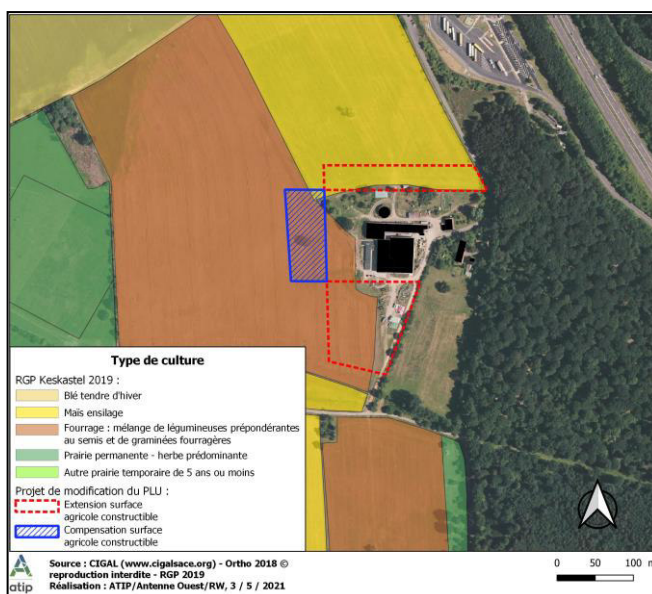 Type de culture
RGP Keskastel 2019 :
Blé tendre d'hiver
Maïs ensilage
Fourrage : mélange de légumineuses prépondérantes
au semis et de graminées fourragères
Prairie permanente - herbe prédominante
Autre prairie temporaire de 5 ans ou moins
Projet de modification du PLU :
Extension surface
agricole constructible
Compensation surface
agricole constructible
atip
Source : CIGAL (www.cigalsace.org) - Ortho 2018 ©
reproduction interdite - RGP 2019
Réalisation : ATIP/Antenne Ouest/RW, 3 / 5 / 2021
0 50 100 m